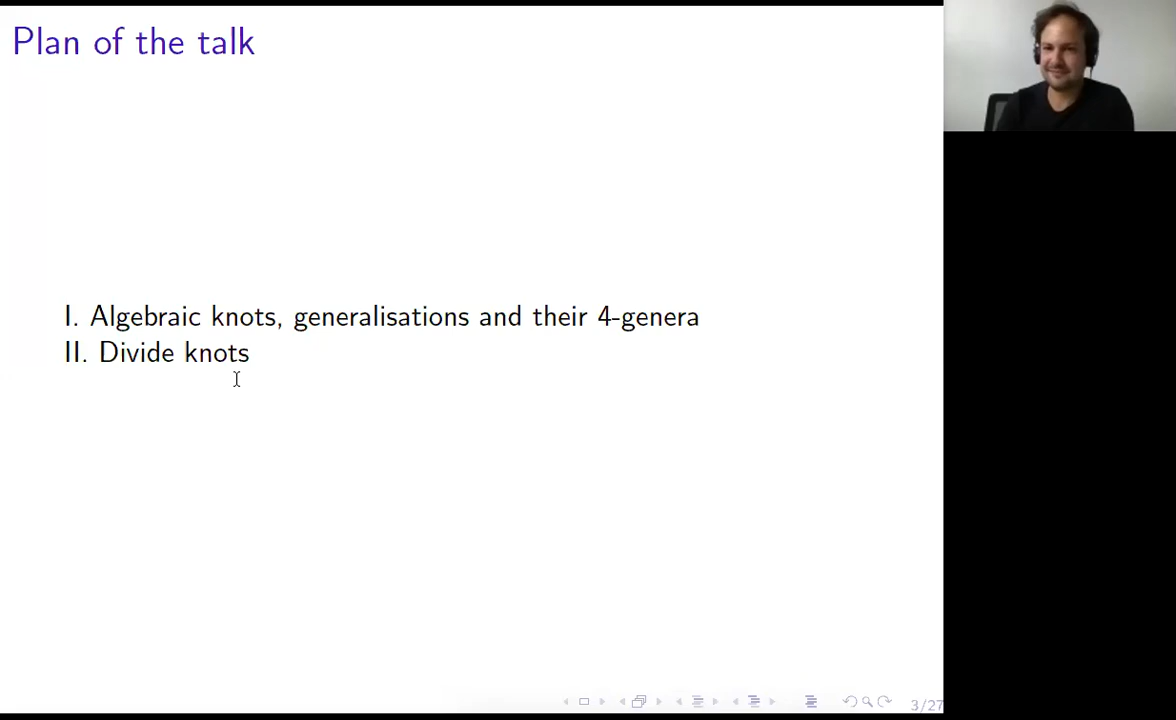 Plan of the talk
I. Algebraic knots, generalisations and their 4-genera
II. Divide knots
3/27